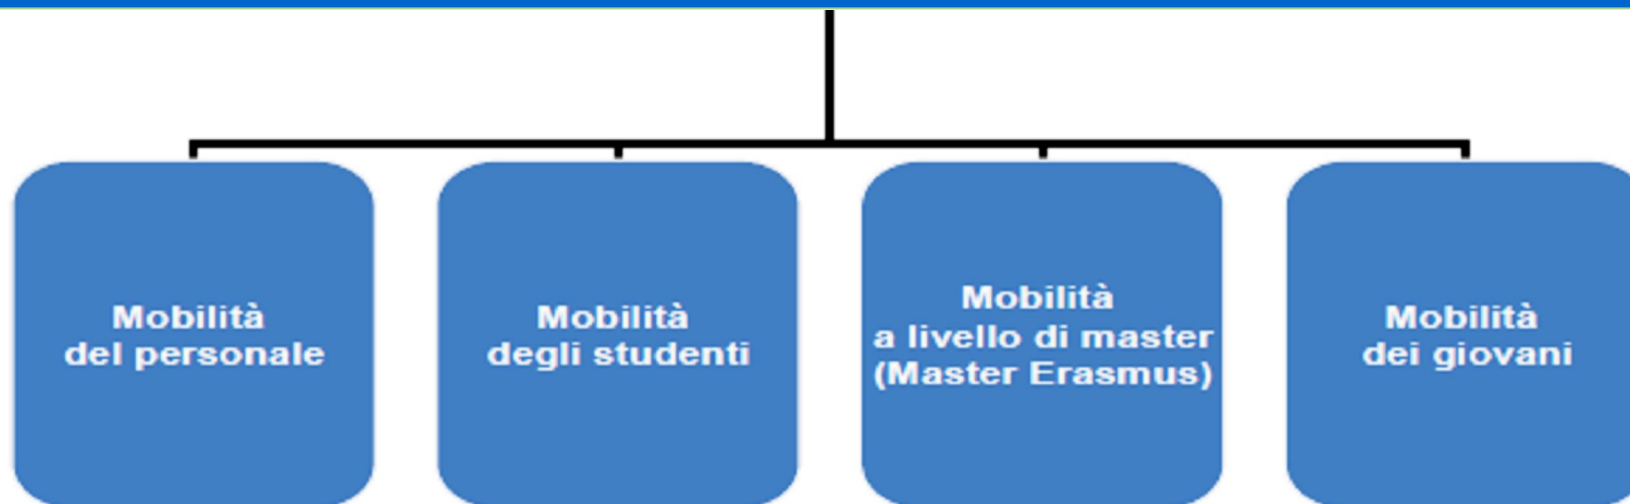 Mobilità
del personale
Mobilità
degli studenti
Mobilità
a livello di master
(Master Erasmus)
Mobilità
dei giovani